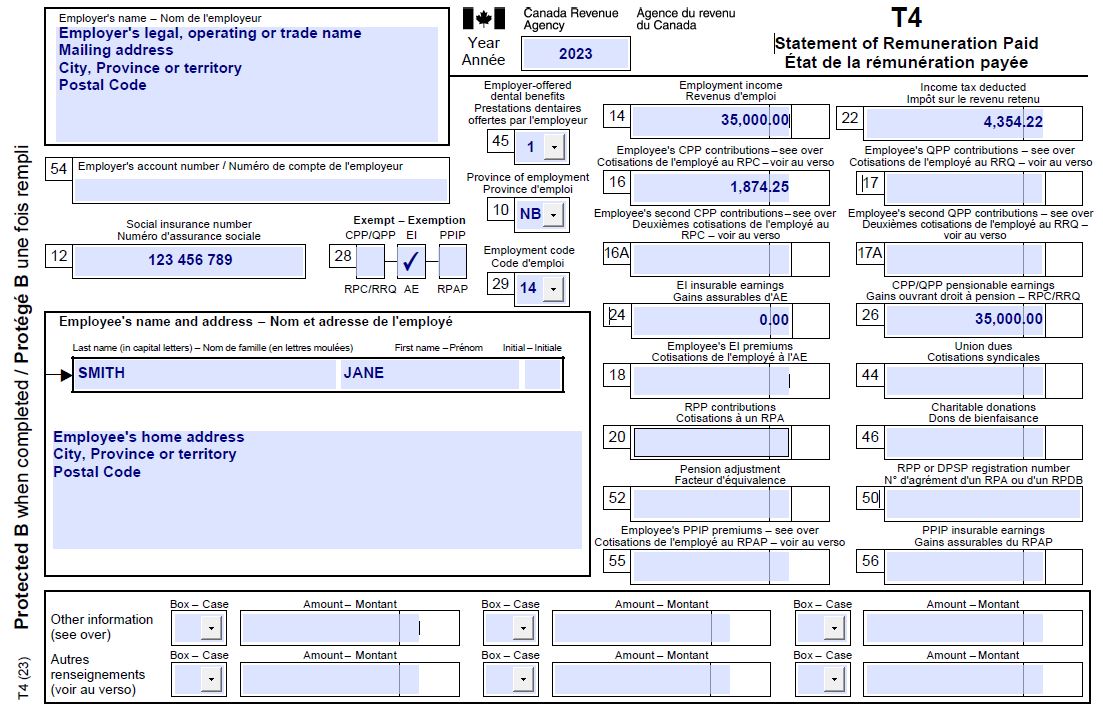 Employer's name – Nom de l'employeur
Employer's legal, operating or trade name
Mailing address
City, Province or territory
Postal Code
Canada Revenue Agency
Agence du revenu du Canada
Year
Année
2023
T4
Statement of Remuneration Paid
État de la rémunération payée
Employer-offered dental benefits
Prestations dentaires offertes par l'employeur
45 1
Employment income
Revenus d'emploi
14 35,000.00
Income tax deducted
Impôt sur le revenu retenu
22 4,354.22
54 Employer's account number / Numéro de compte de l'employeur
Province of employment
Province d'emploi
10 NB
Employee's CPP contributions – see over
Cotisations de l'employé au RPC – voir au verso
16 1,874.25
Employee's QPP contributions – see over
Cotisations de l'employé au RRQ – voir au verso
17
Social insurance number
Numéro d'assurance sociale
12 123 456 789
Exempt – Exemption
CPP/QPP EI PPIP
28 ✓
RPC/RRQ AE RPAP
Employment code
Code d'emploi
29 14
Employee's second CPP contributions – see over
Deuxièmes cotisations de l'employé au
RPC – voir au verso
16A
Employee's second QPP contributions – see over
Deuxièmes cotisations de l'employé au RRQ –
voir au verso
17A
EI insurable earnings
Gains assurables d'AE
24 0.00
CPP/QPP pensionable earnings
Gains ouvrant droit à pension – RPC/RRQ
26 35,000.00
Employee's name and address – Nom et adresse de l'employé
Last name (in capital letters) – Nom de famille (en lettres moulées) First name – Prénom Initial – Initiale
SMITH JANE
Employee's home address
City, Province or territory
Postal Code
Employee's EI premiums
Cotisations de l'employé à l'AE
18
Union dues
Cotisations syndicales
44
RPP contributions
Cotisations à un RPA
20
Charitable donations
Dons de bienfaisance
46
Pension adjustment
Facteur d'équivalence
52
RPP or DPSP registration number
N° d'agrément d'un RPA ou d'un RPDB
50
Employee's PPIP premiums – see over
Cotisations de l'employé au RPAP – voir au verso
55
PPIP insurable earnings
Gains assurables du RPAP
56
Other information
(see over)
Box – Case Amount – Montant Box – Case Amount – Montant Box – Case Amount – Montant
Autres
renseignements
(voir au verso)
Box – Case Amount – Montant Box – Case Amount – Montant Box – Case Amount – Montant
Protected B when completed / Protégé B une fois rempli
T4 (23)